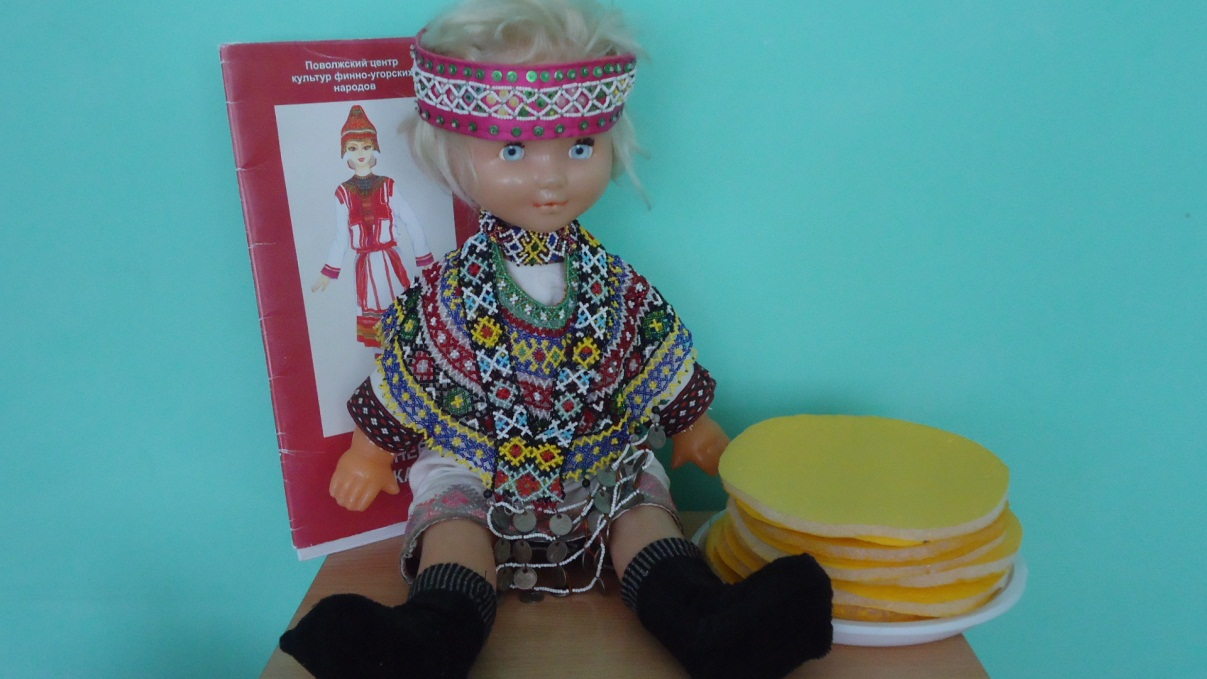 Поволжский центр
культур финно-угорских
народов